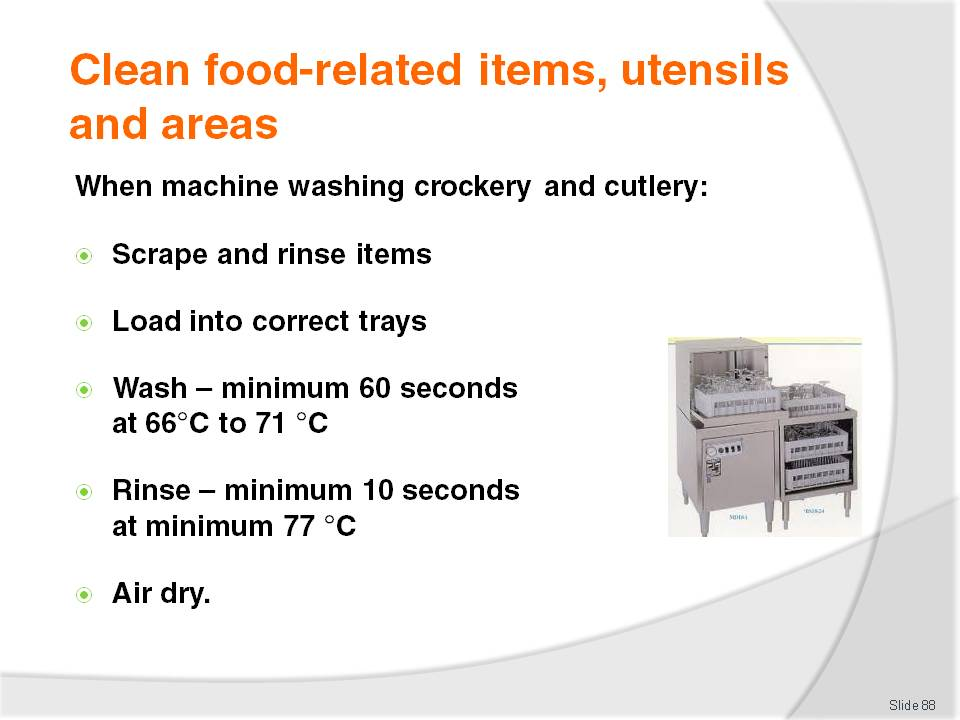 Clean food-related items, utensils
and areas
When machine washing crockery and cutlery:
Scrape and rinse items
Load into correct trays
Wash – minimum 60 seconds
at 66°C to 71 °C
Rinse – minimum 10 seconds
at minimum 77 °C
Air dry.
Slide 88